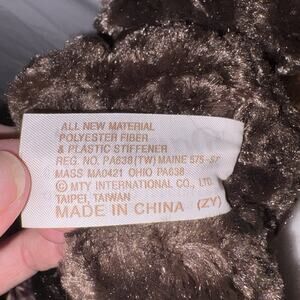 ALL NEW MATERIAL
POLYESTER FIBER
& PLASTIC STIFFENER
REG. NO. PA638(TW) MAINE 575-ST
MASS MA0421 OHIO PA638
© MTY INTERNATIONAL CO., LTD.
TAIPEI, TAIWAN
MADE IN CHINA (ZY)